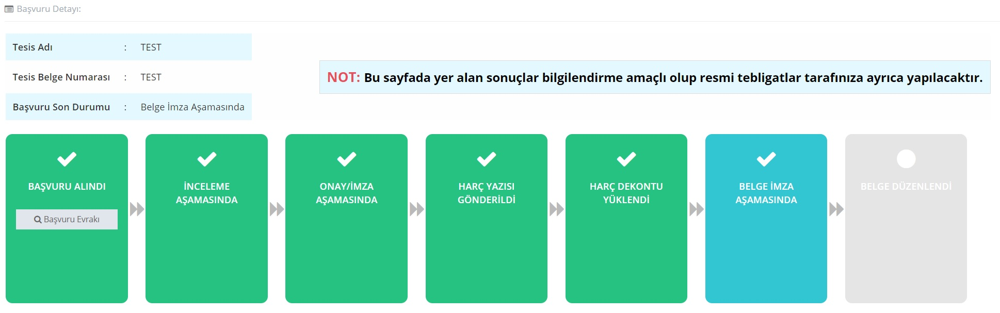 Başvuru Detayı:
Tesis Adı : TEST
Tesis Belge Numarası : TEST
Başvuru Son Durumu : Belge İmza Aşamasında
NOT: Bu sayfada yer alan sonuçlar bilgilendirme amaçlı olup resmi tebligatlar tarafınıza ayrıca yapılacaktır.
BAŞVURU ALINDI
Başvuru Evrakı
İNCELEME
AŞAMASINDA
ONAY/İMZA
AŞAMASINDA
HARÇ YAZISI
GÖNDERİLDİ
HARÇ DEKONTU
YÜKLENDİ
BELGE İMZA
AŞAMASINDA
BELGE DÜZENLENDİ